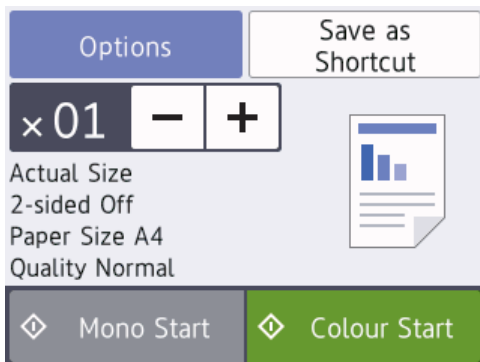 Options
Save as
Shortcut
×01
−
+
Actual Size
2-sided Off
Paper Size A4
Quality Normal
Mono Start
Colour Start